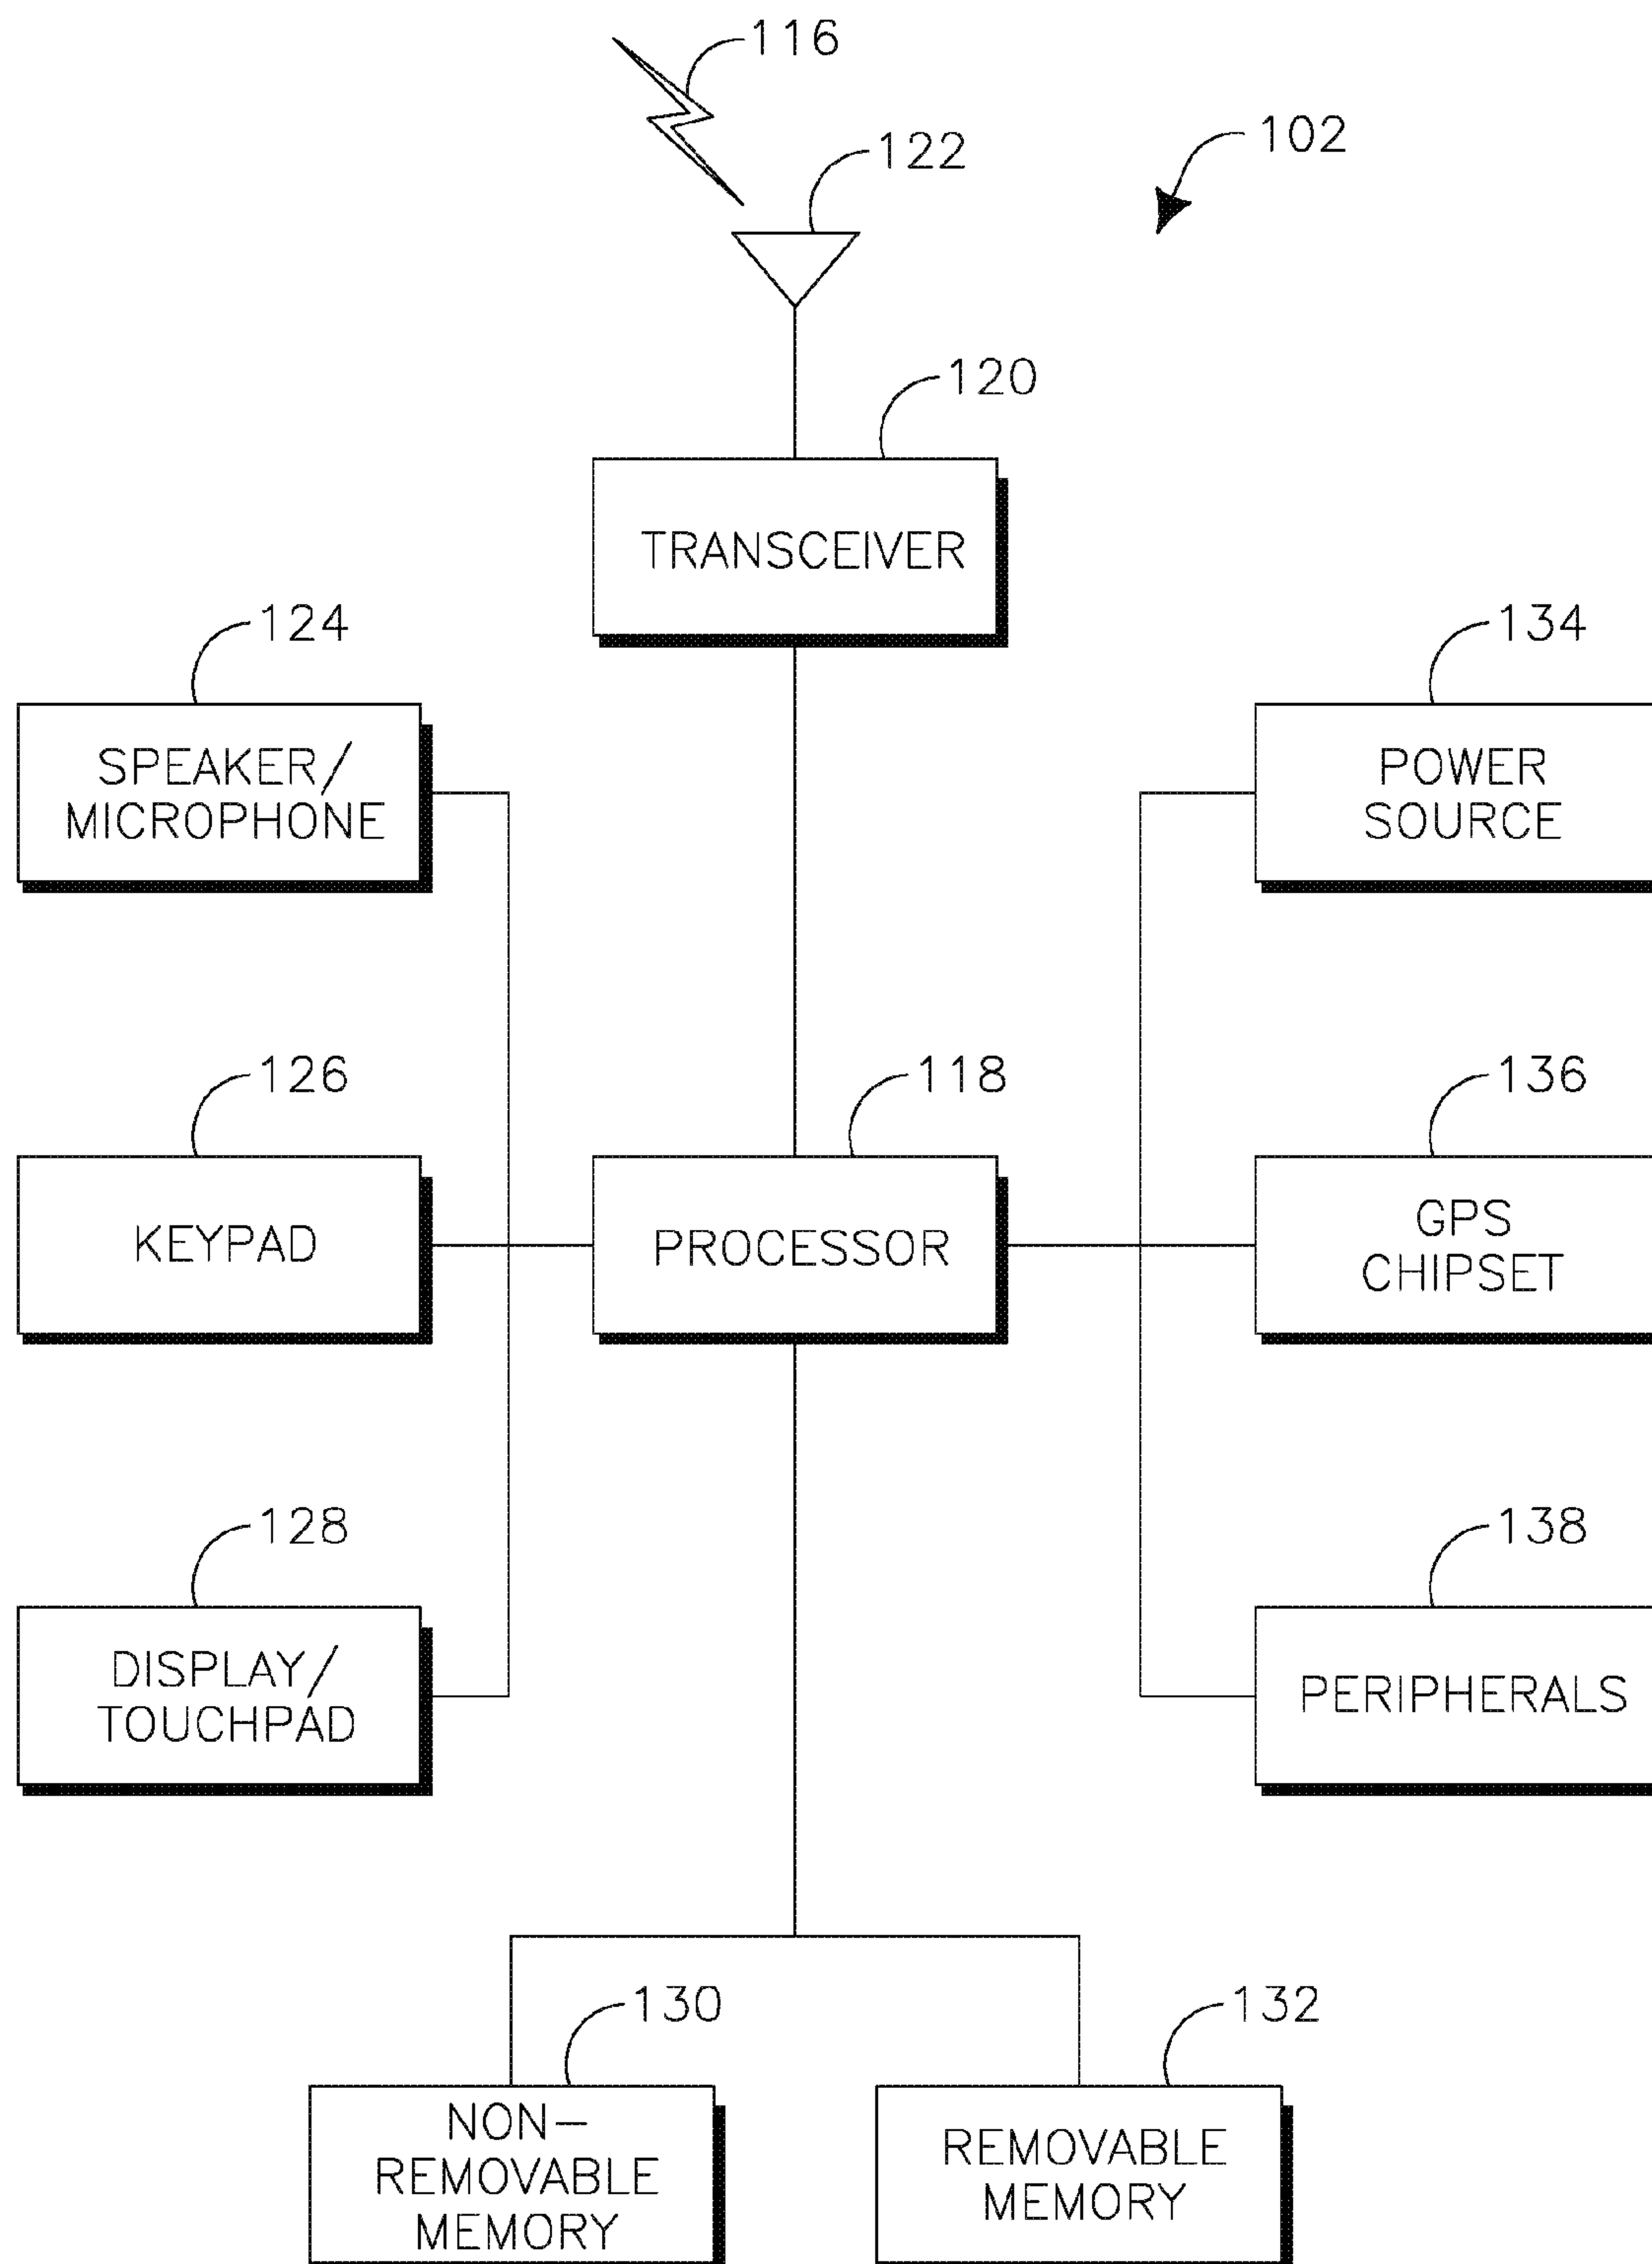 116
122
102
120
TRANSCEIVER
124
134
SPEAKER/
MICROPHONE
POWER
SOURCE
126
118
136
KEYPAD
PROCESSOR
GPS
CHIPSET
128
138
DISPLAY/
TOUCHPAD
PERIPHERALS
130
132
NON-
REMOVABLE
MEMORY
REMOVABLE
MEMORY